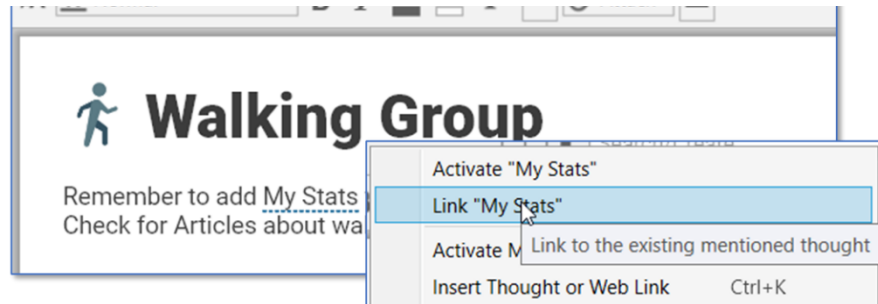 Walking Group
Remember to add My Stats
Check for Articles about wa
Activate "My Stats"
Link "My Stats"
Link to the existing mentioned thought
Activate M
Insert Thought or Web Link Ctrl+K